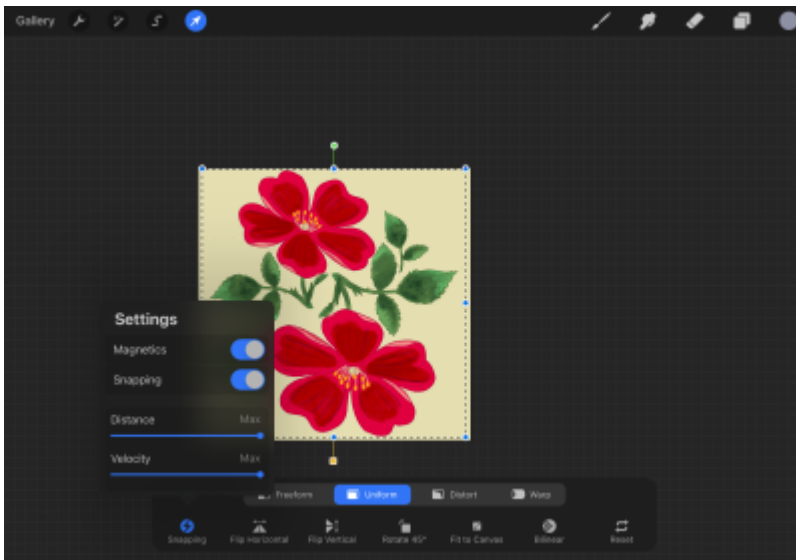 Gallery
Settings
Magnetics
Snapping
Distance Max
Velocity Max
Freeform Uniform Distort Warp
Snapping Flip Horizontal Flip Vertical Rotate 45° Fit to Canvas Bilinear Reset